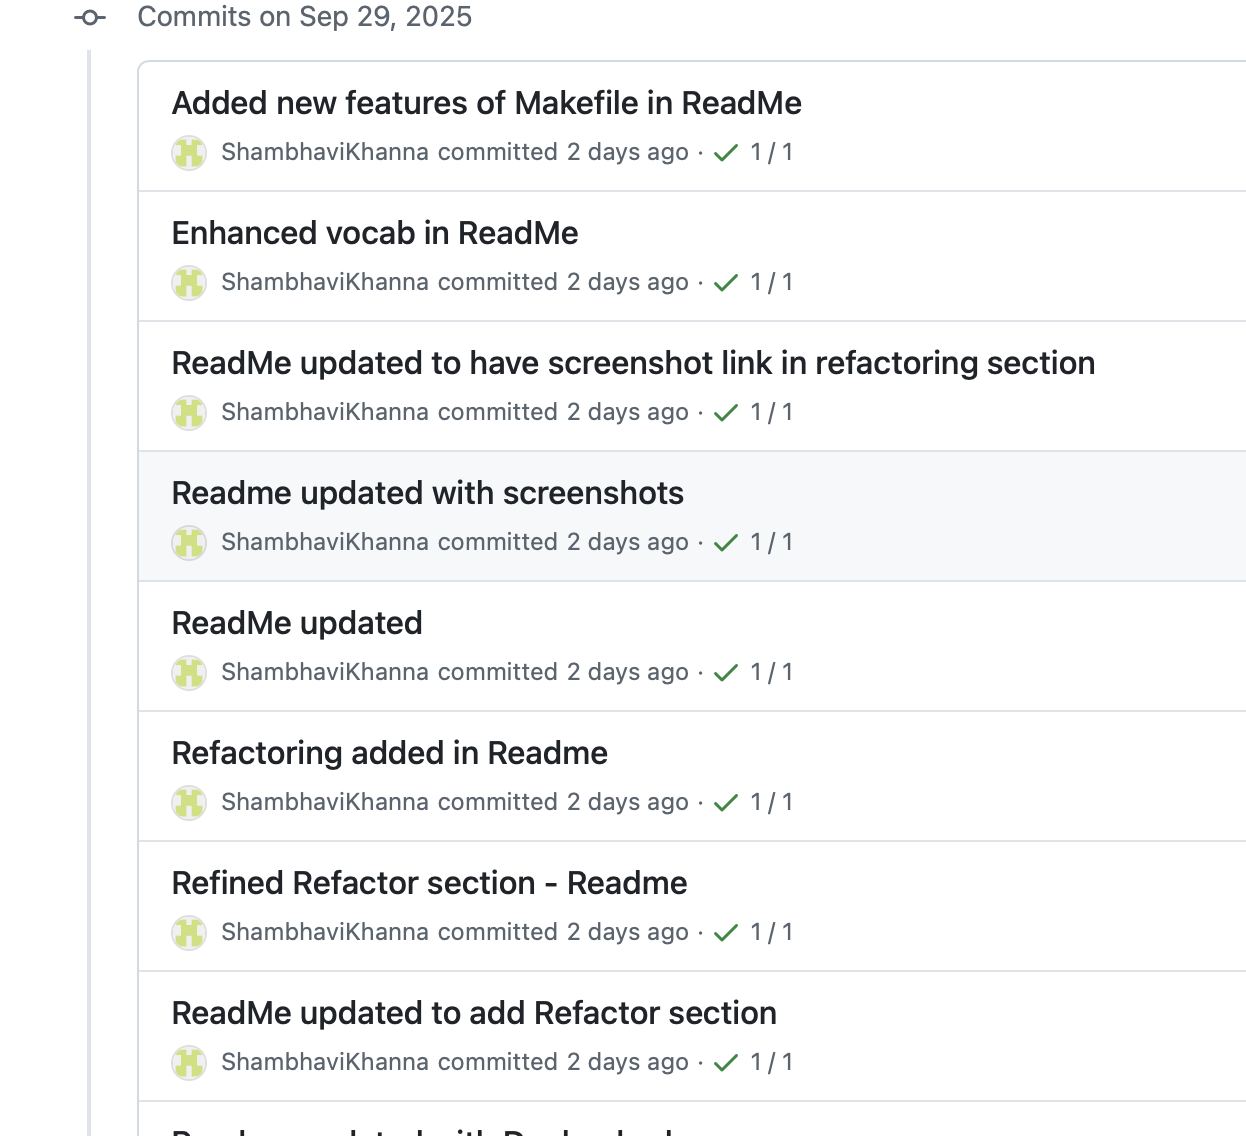 Commits on Sep 29, 2025
Added new features of Makefile in ReadMe
ShambhaviKhanna committed 2 days ago · 1 / 1
Enhanced vocab in ReadMe
ShambhaviKhanna committed 2 days ago · 1 / 1
ReadMe updated to have screenshot link in refactoring section
ShambhaviKhanna committed 2 days ago · 1 / 1
Readme updated with screenshots
ShambhaviKhanna committed 2 days ago · 1 / 1
ReadMe updated
ShambhaviKhanna committed 2 days ago · 1 / 1
Refactoring added in Readme
ShambhaviKhanna committed 2 days ago · 1 / 1
Refined Refactor section - Readme
ShambhaviKhanna committed 2 days ago · 1 / 1
ReadMe updated to add Refactor section
ShambhaviKhanna committed 2 days ago · 1 / 1